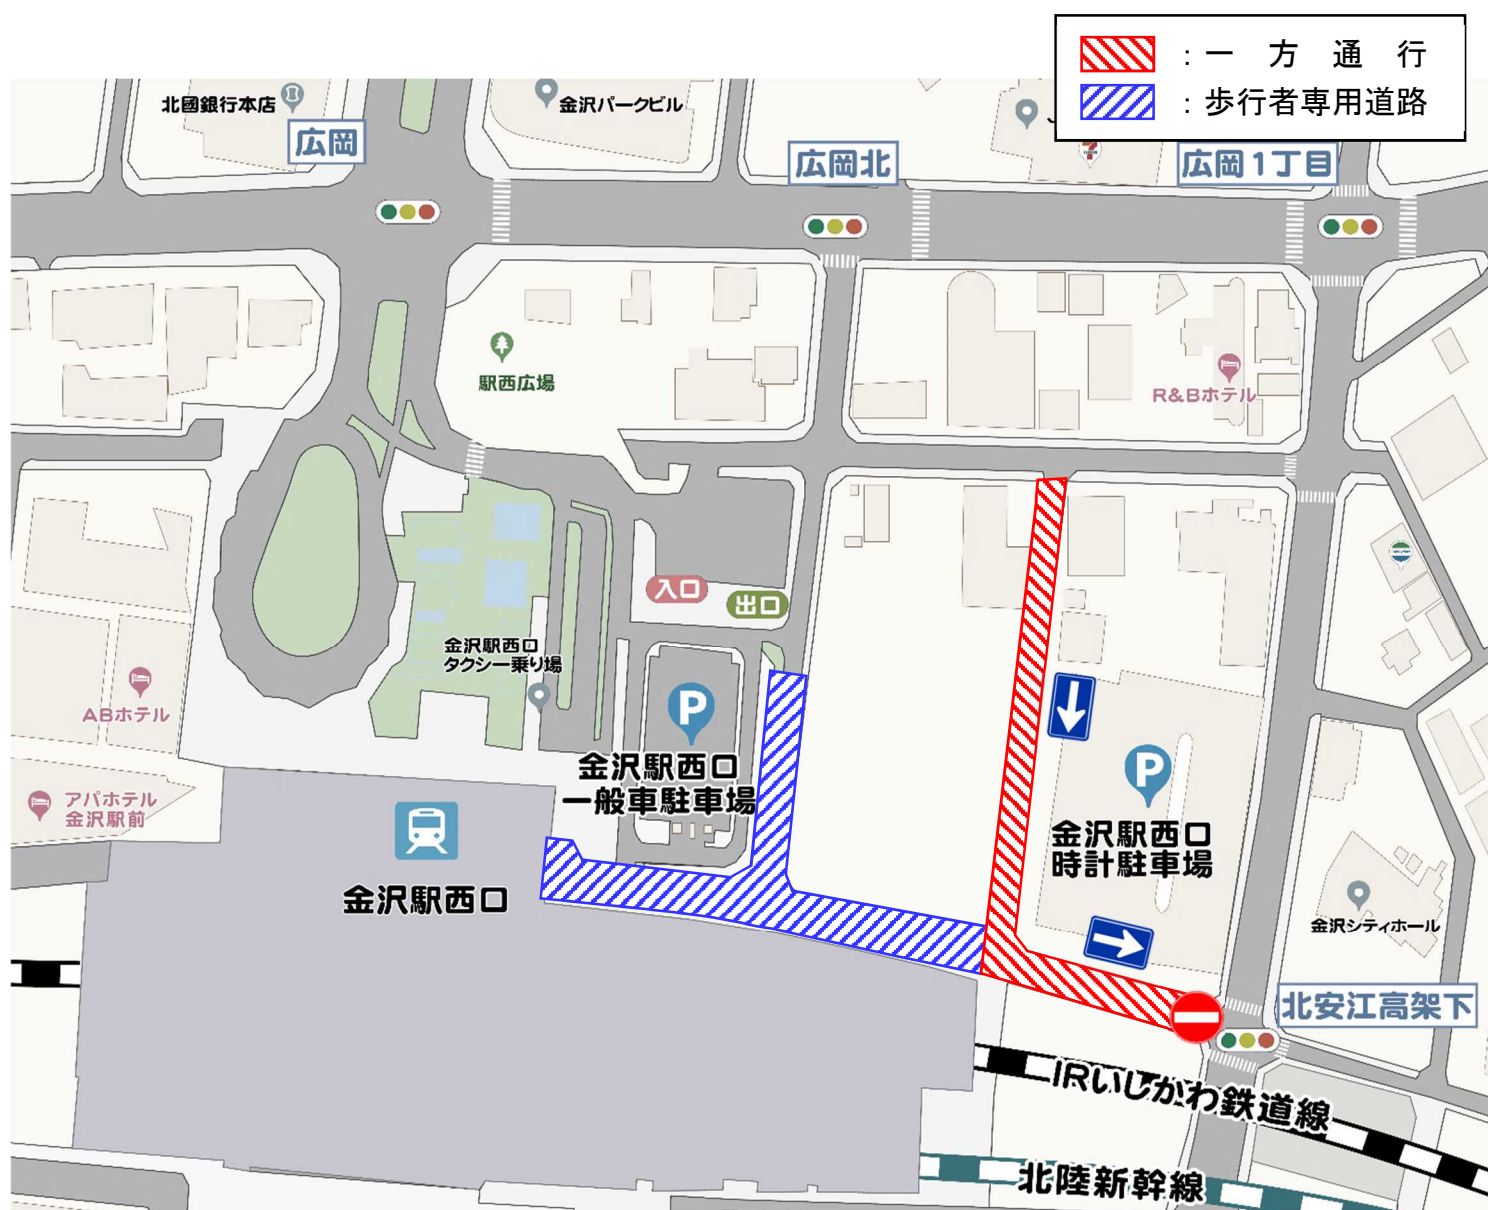 ：一方通行
：歩行者専用道路
北國銀行本店
金沢パークビル
広岡
広岡北
広岡1丁目
駅西広場
R&Bホテル
入口
出口
金沢駅西口
タクシー乗り場
ABホテル
P
金沢駅西口
一般車駐車場
P
金沢駅西口
時計駐車場
アパホテル
金沢駅前
金沢駅西口
金沢シティホール
北安江高架下
IRいしかわ鉄道線
北陸新幹線